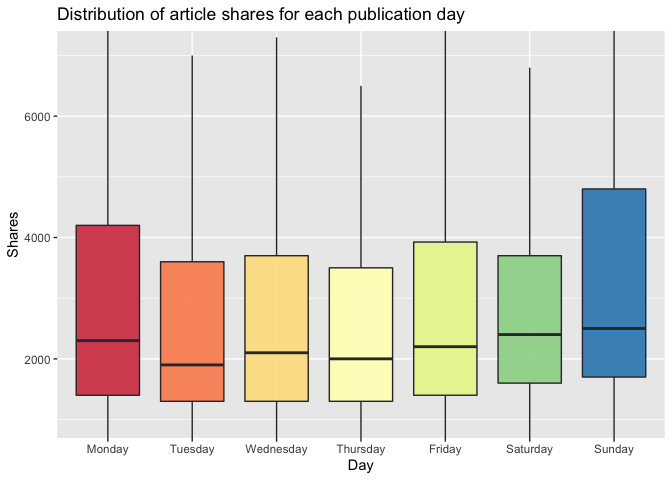 Distribution of article shares for each publication day
Shares
6000
4000
2000
Monday Tuesday Wednesday Thursday Friday Saturday Sunday
Day